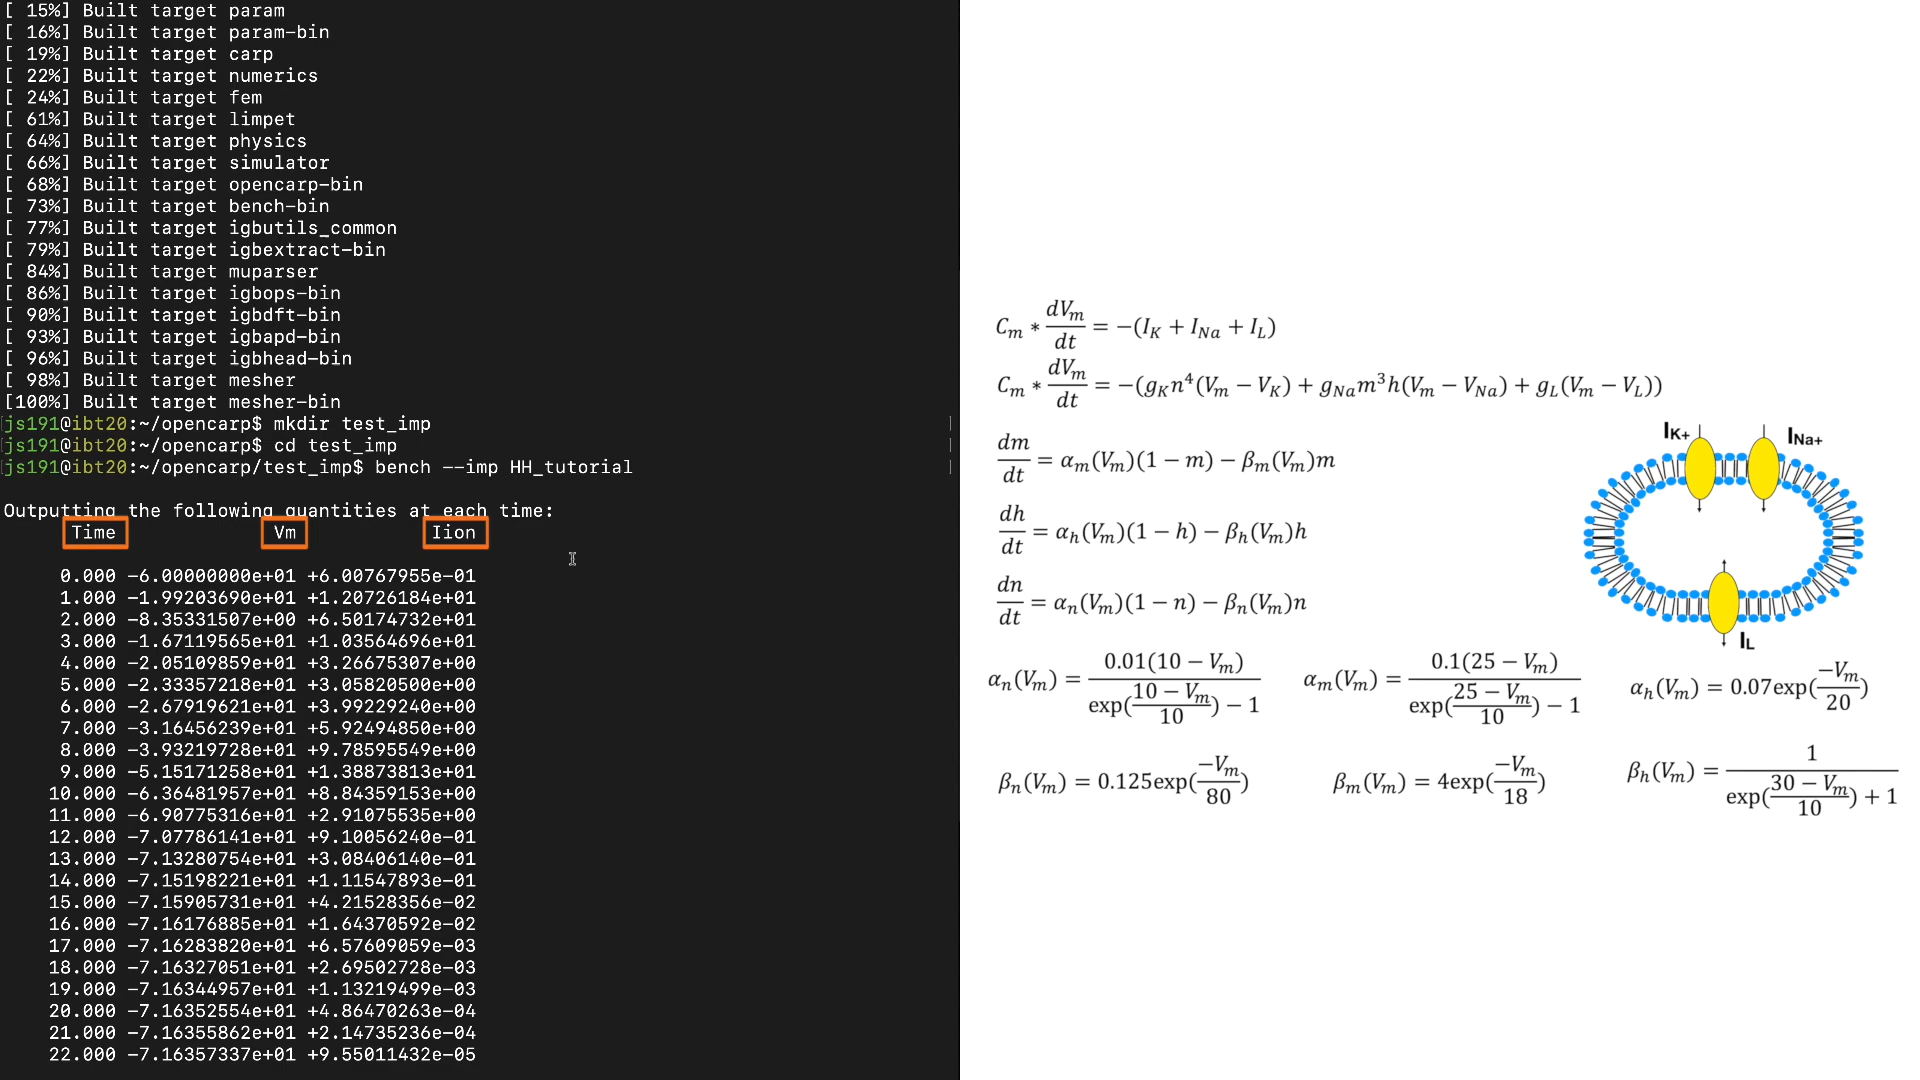 [ 15%] Built target param
[ 16%] Built target param-bin
[ 19%] Built target carp
[ 22%] Built target numerics
[ 24%] Built target fem
[ 61%] Built target limpet
[ 64%] Built target physics
[ 66%] Built target simulator
[ 68%] Built target opencarp-bin
[ 73%] Built target bench-bin
[ 77%] Built target igbutils_common
[ 79%] Built target igbextract-bin
[ 84%] Built target muparser
[ 86%] Built target igbops-bin
[ 90%] Built target igbdft-bin
[ 93%] Built target igbapd-bin
[ 96%] Built target igbhead-bin
[ 98%] Built target mesher
[100%] Built target mesher-bin
[js191@ibt20:~/opencarp$ mkdir test_imp
[js191@ibt20:~/opencarp$ cd test_imp
[js191@ibt20:~/opencarp/test_imp$ bench --imp HH_tutorial
Outputting the following quantities at each time:
Time Vm Iion
0.000 -6.00000000e+01 +6.00767955e-01
1.000 -1.99203690e+01 +1.20726184e+01
2.000 -8.35331507e+00 +6.50174732e+01
3.000 -1.67119565e+01 +1.03564696e+01
4.000 -2.05109859e+01 +3.26675307e+00
5.000 -2.33357218e+01 +3.05820500e+00
6.000 -2.67919621e+01 +3.99229240e+00
7.000 -3.16456239e+01 +5.92494850e+00
8.000 -3.93219728e+01 +9.78595549e+00
9.000 -5.15171258e+01 +1.38873813e+01
10.000 -6.36481957e+01 +8.84359153e+00
11.000 -6.90775316e+01 +2.91075535e+00
12.000 -7.07786141e+01 +9.10056240e-01
13.000 -7.13280754e+01 +3.08406140e-01
14.000 -7.15198221e+01 +1.11547893e-01
15.000 -7.15905731e+01 +4.21528356e-02
16.000 -7.16176885e+01 +1.64370592e-02
17.000 -7.16283820e+01 +6.57609059e-03
18.000 -7.16327051e+01 +2.69502728e-03
19.000 -7.16344957e+01 +1.13219499e-03
20.000 -7.16352554e+01 +4.86470263e-04
21.000 -7.16355862e+01 +2.14735236e-04
22.000 -7.16357337e+01 +9.55011432e-05
C_m * dV_m/dt = −(I_K + I_Na + I_L)
C_m * dV_m/dt = −(g_K n^4(V_m − V_K) + g_Na m^3 h(V_m − V_Na) + g_L(V_m − V_L))
dm/dt = α_m(V_m)(1 − m) − β_m(V_m)m
dh/dt = α_h(V_m)(1 − h) − β_h(V_m)h
dn/dt = α_n(V_m)(1 − n) − β_n(V_m)n
I_K+ I_Na+
I_L
α_n(V_m) = 0.01(10 − V_m) / exp((10 − V_m)/10) − 1
α_m(V_m) = 0.1(25 − V_m) / exp((25 − V_m)/10) − 1
α_h(V_m) = 0.07exp(−V_m/20)
β_n(V_m) = 0.125exp(−V_m/80)
β_m(V_m) = 4exp(−V_m/18)
β_h(V_m) = 1 / exp((30 − V_m)/10) + 1